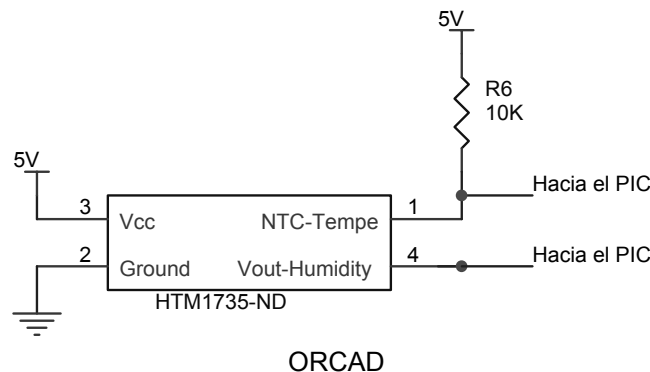 5V
R6
10K
5V
Hacia el PIC
3
Vcc
NTC-Tempe
1
2
Ground
Vout-Humidity
4
Hacia el PIC
HTM1735-ND
ORCAD